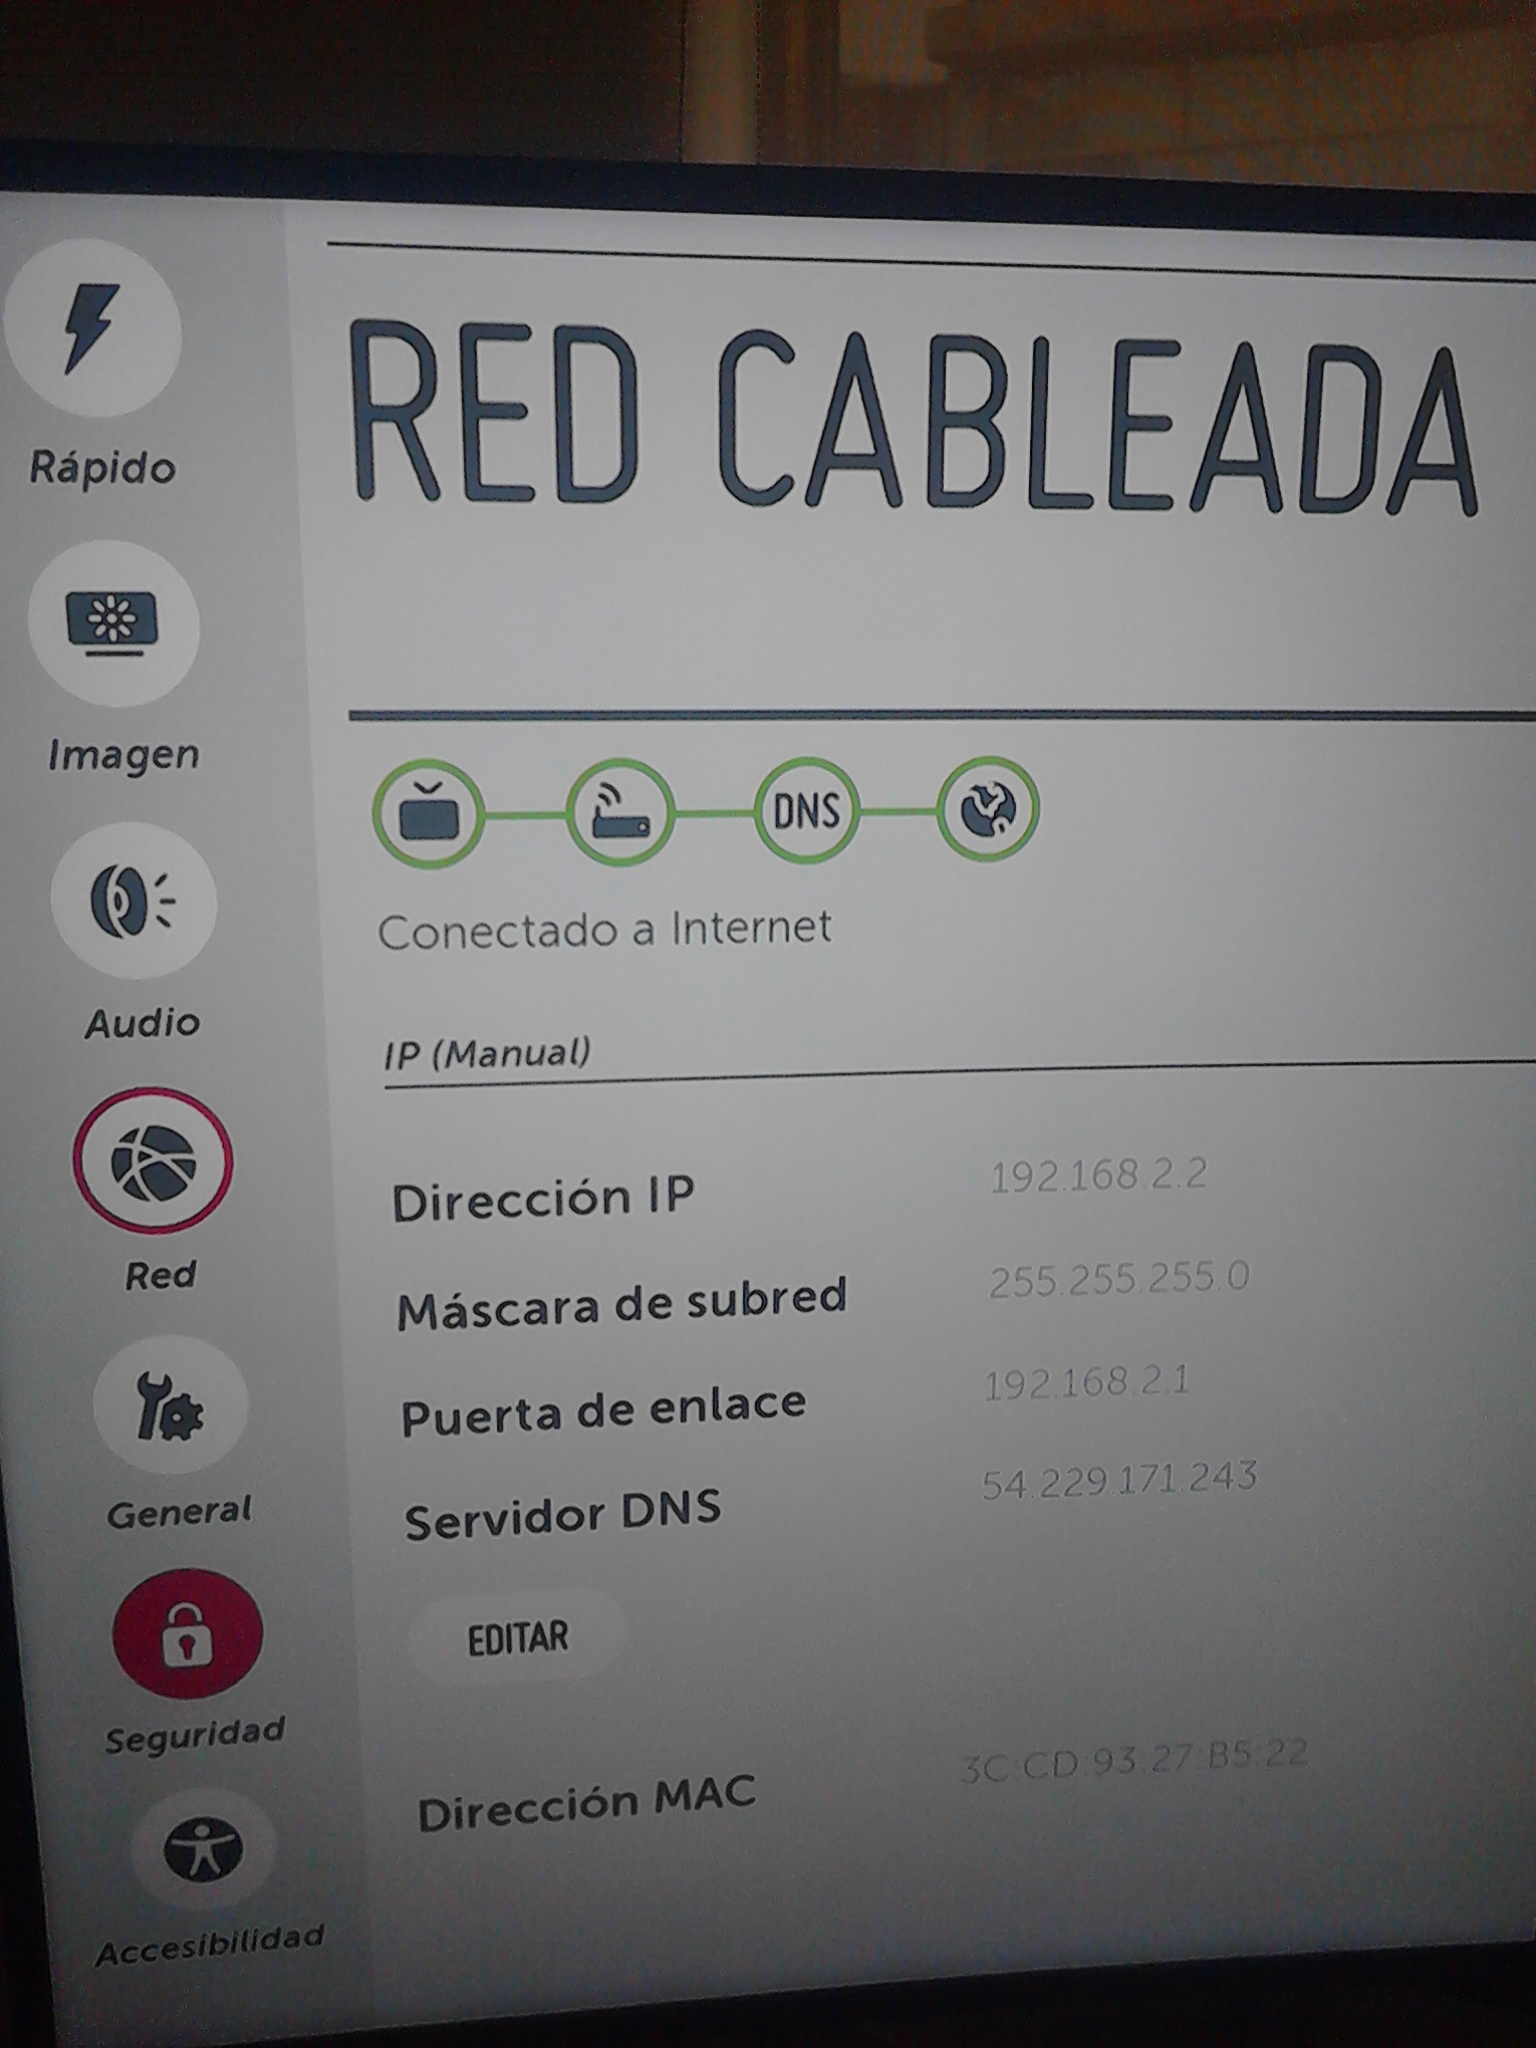 RED CABLEADA
Rápido
Imagen
DNS
Conectado a Internet
Audio
IP (Manual)
Dirección IP 192.168.2.2
Red
Máscara de subred 255.255.255.0
Puerta de enlace 192.168.2.1
General
Servidor DNS 54.229.171.243
EDITAR
Seguridad
Dirección MAC 3C:CD:93:27:B5:22
Accesibilidad